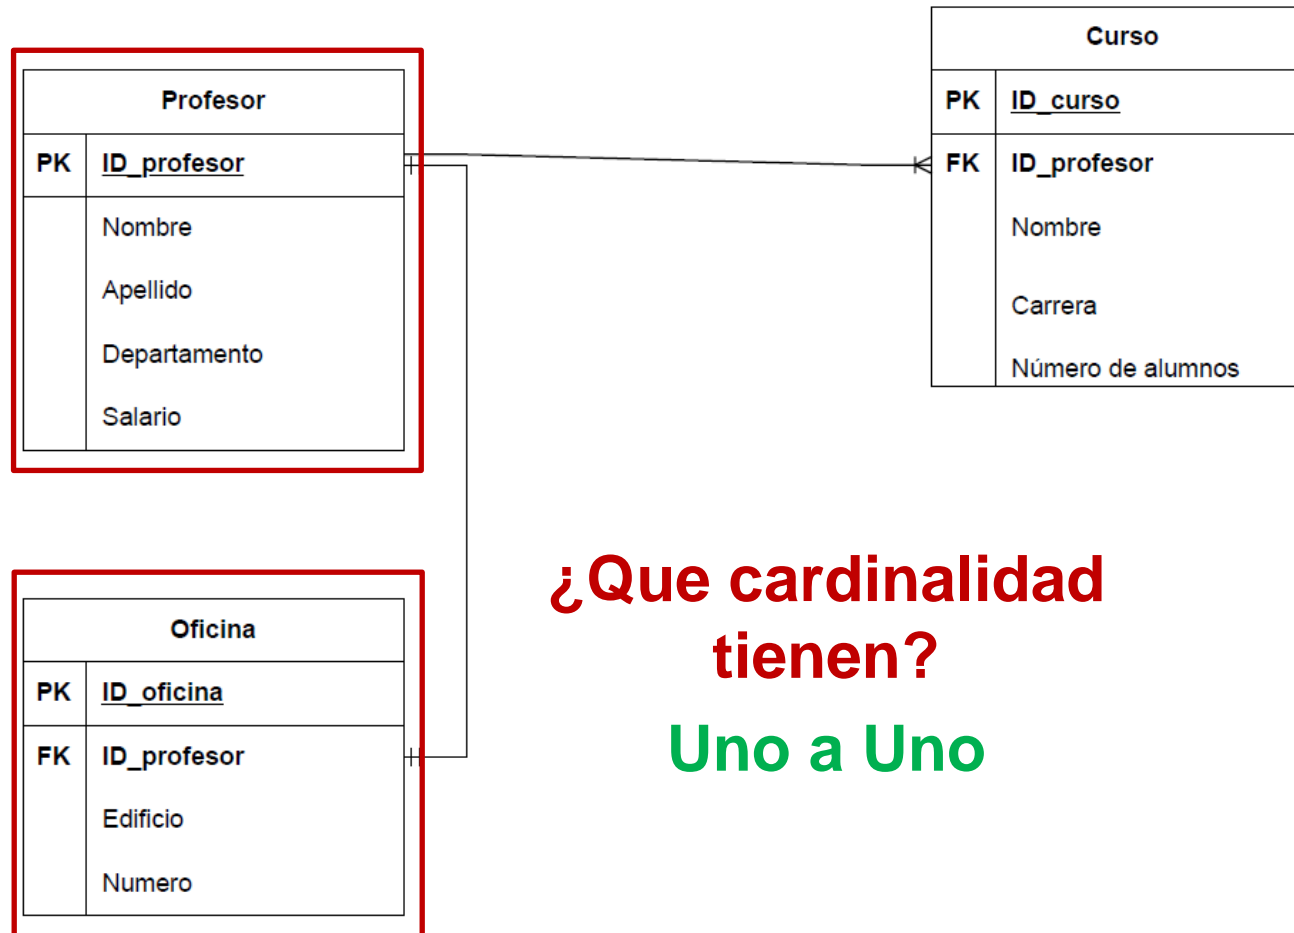 Profesor
PK ID_profesor
Nombre
Apellido
Departamento
Salario
Curso
PK ID_curso
FK ID_profesor
Nombre
Carrera
Número de alumnos
Oficina
PK ID_oficina
FK ID_profesor
Edificio
Numero
¿Que cardinalidad
tienen?
Uno a Uno